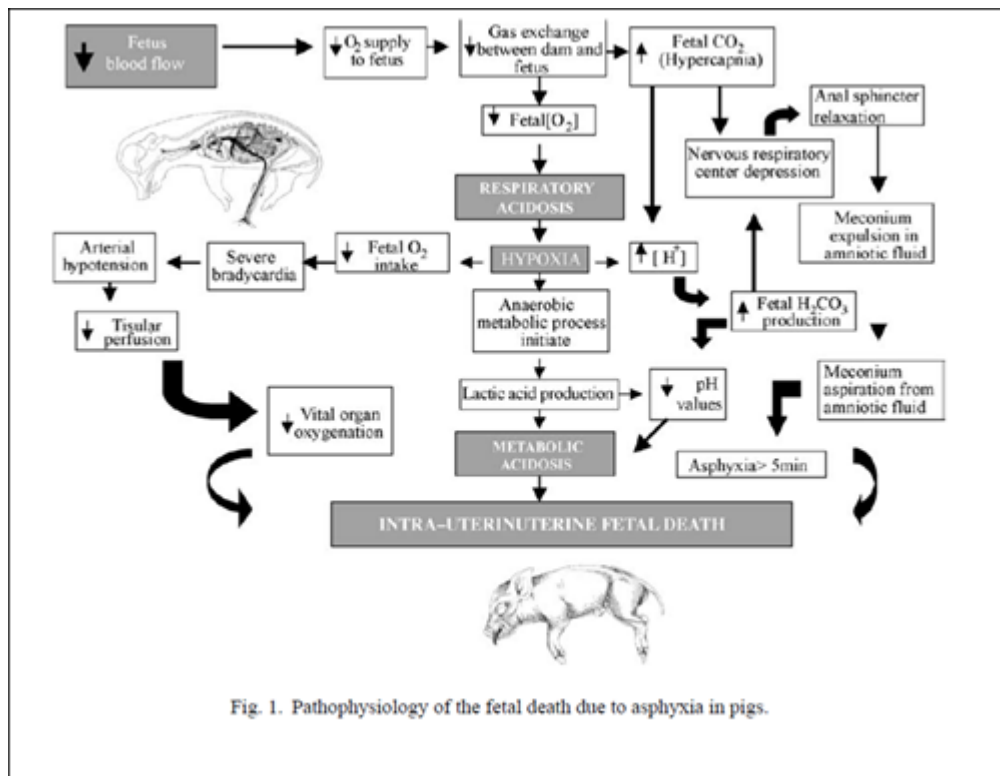 Fetus
blood flow
O2 supply
to fetus
Gas exchange
between dam and
fetus
Fetal CO2
(Hypercapnia)
Anal sphincter
relaxation
Fetal[O2]
Nervous respiratory
center depression
RESPIRATORY
ACIDOSIS
Meconium
expulsion in
amniotic fluid
Arterial
hypotension
Severe
bradycardia
Fetal O2
intake
HYPOXIA
[H+]
Anaerobic
metabolic process
initiate
Fetal H2CO3
production
Tisular
perfusion
Lactic acid production
pH
values
Meconium
aspiration from
amniotic fluid
Vital organ
oxygenation
METABOLIC
ACIDOSIS
Asphyxia> 5min
INTRA-UTERINUTERINE FETAL DEATH
Fig. 1. Pathophysiology of the fetal death due to asphyxia in pigs.